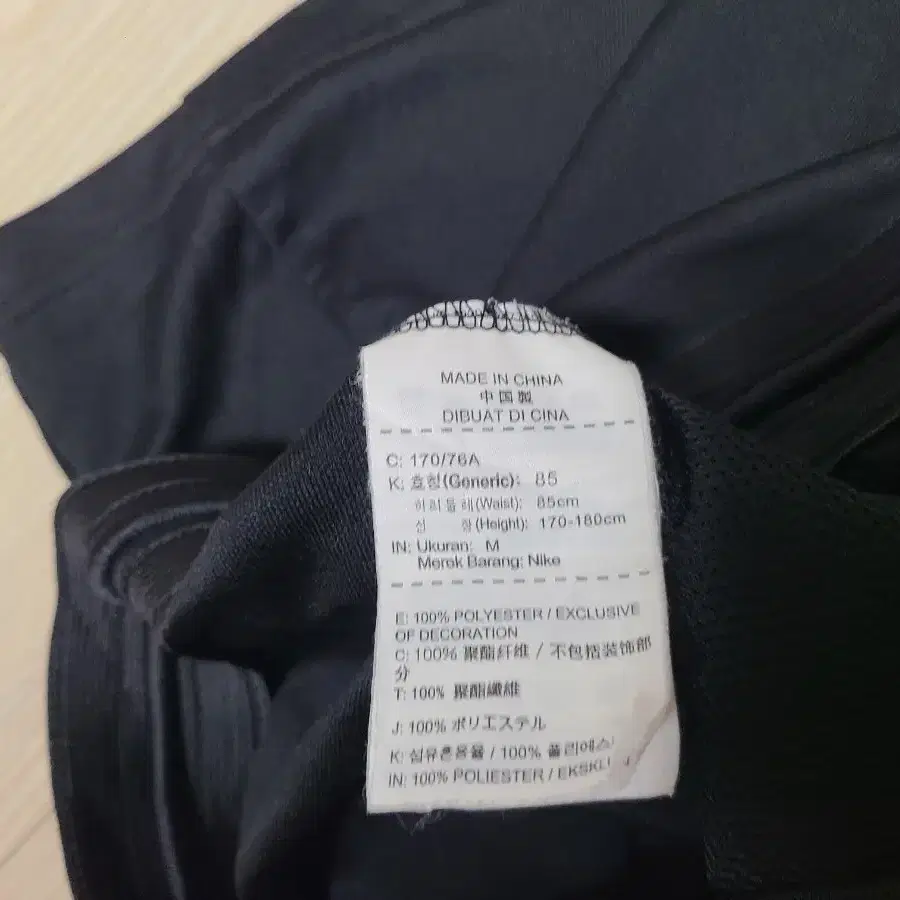 MADE IN CHINA
中国製
DIBUAT DI CINA
C: 170/76A
K: 호칭(Generic): 85
허리둘레(Waist): 85cm
신 장(Height): 170-180cm
IN: Ukuran: M
Merek Barang: Nike
E: 100% POLYESTER / EXCLUSIVE
OF DECORATION
C: 100% 聚酯纤维 / 不包括装饰部
分
T: 100% 聚酯纖維
J: 100% ポリエステル
K: 섬유혼용율 / 100% 폴리에스
IN: 100% POLIESTER /